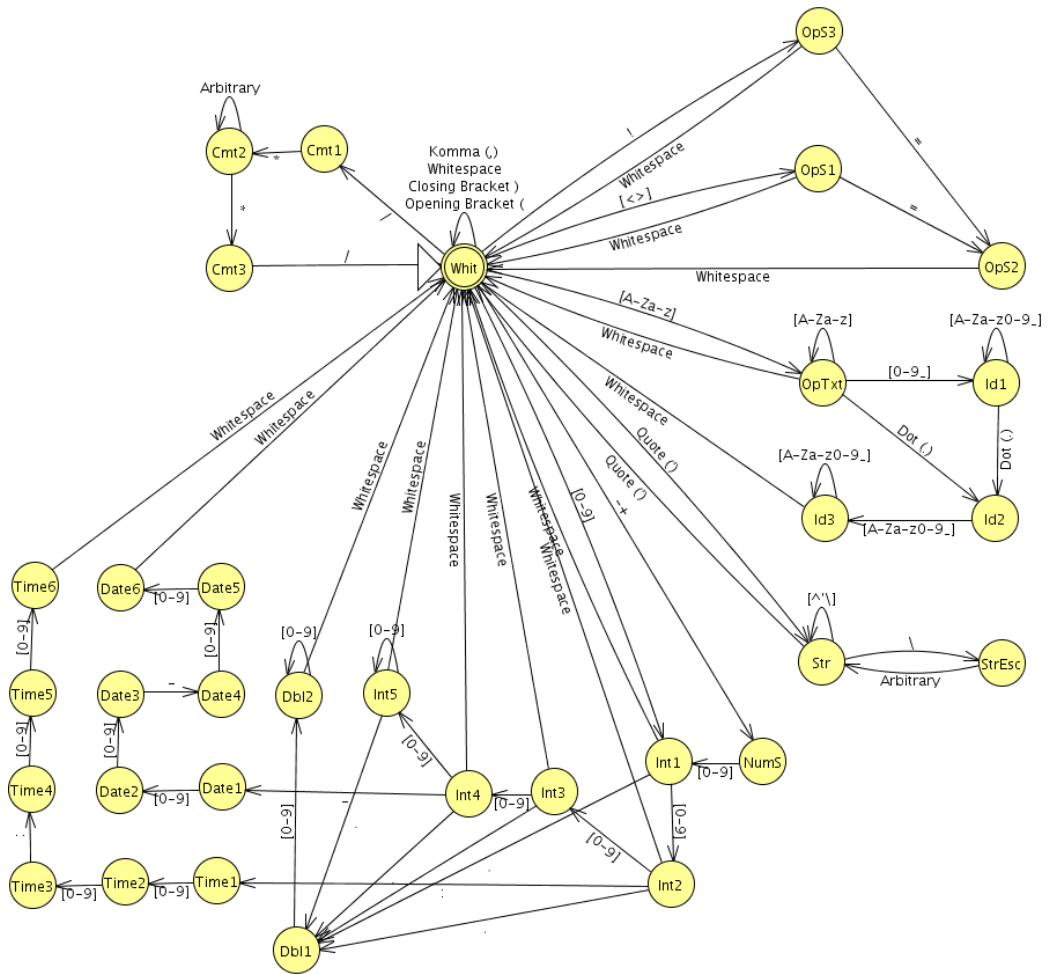 OpS3
Arbitrary
!
=
Cmt2
*
Cmt1
Komma (,)
Whitespace
Closing Bracket )
Opening Bracket (
Whitespace
[<>]
OpS1
=
*
/
Whitespace
Cmt3
/
Whit
Whitespace
OpS2
[A-Za-z]
Whitespace
[A-Za-z]
[A-Za-z0-9_]
OpTxt
[0-9_]
Id1
Whitespace
Whitespace
Whitespace
Dot (.)
Dot (.)
Quote (')
Quote (')
-+
[A-Za-z0-9_]
Id3
[A-Za-z0-9_]
Id2
Whitespace
Whitespace
Whitespace
Whitespace
Whitespace
Whitespace
[0-9]
Time6
Date6
[0-9]
Date5
[^'\]
[0-9]
[0-9]
[0-9]
[0-9]
Str
\
Arbitrary
StrEsc
Time5
Date3
-
Date4
Dbl2
Int5
[0-9]
[0-9]
[0-9]
Int1
[0-9]
NumS
Time4
Date2
[0-9]
Date1
-
Int4
[0-9]
Int3
[0-9]
[0-9]
[0-9]
:
.
Time3
[0-9]
Time2
[0-9]
Time1
:
Int2
.
Dbl1